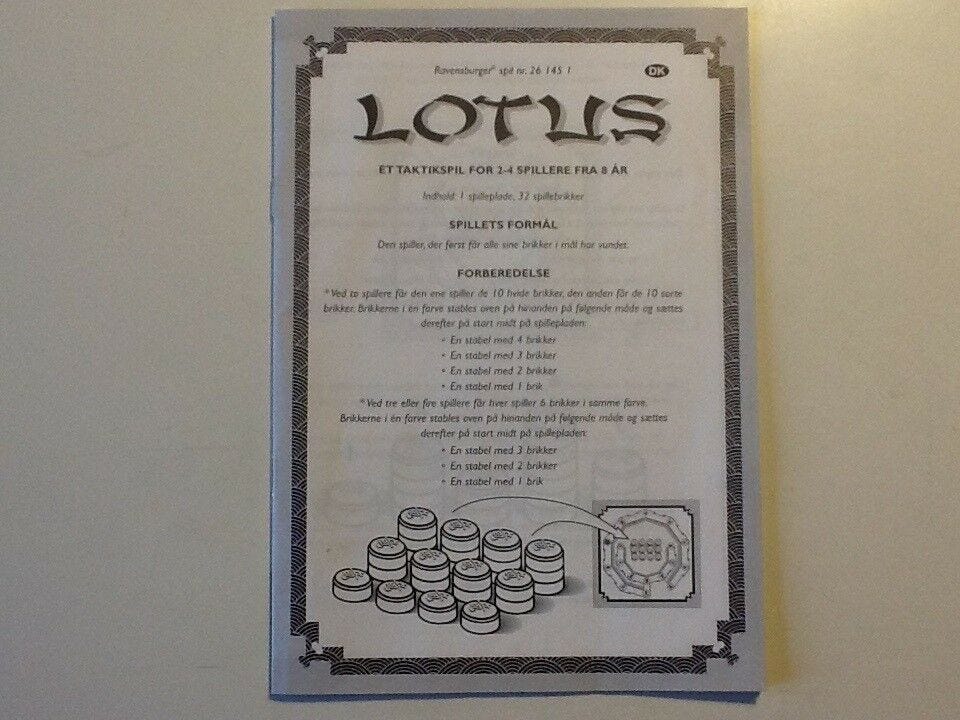 Ravensburger® spil nr. 26 145 1
DK
LOTUS
ET TAKTIKSPIL FOR 2-4 SPILLERE FRA 8 ÅR
Indhold: 1 spilleplade, 32 spillebrikker
SPILLETS FORMÅL
Den spiller, der først får alle sine brikker i mål har vundet.
FORBEREDELSE
* Ved to spillere får den ene spiller de 10 hvide brikker, den anden får de 10 sorte
brikker. Brikkerne i én farve stables oven på hinanden på følgende måde og sættes
derefter på start midt på spillepladen:
• En stabel med 4 brikker
• En stabel med 3 brikker
• En stabel med 2 brikker
• En stabel med 1 brik
* Ved tre eller fire spillere får hver spiller 6 brikker i samme farve.
Brikkerne i én farve stables oven på hinanden på følgende måde og sættes
derefter på start midt på spillepladen:
• En stabel med 3 brikker
• En stabel med 2 brikker
• En stabel med 1 brik